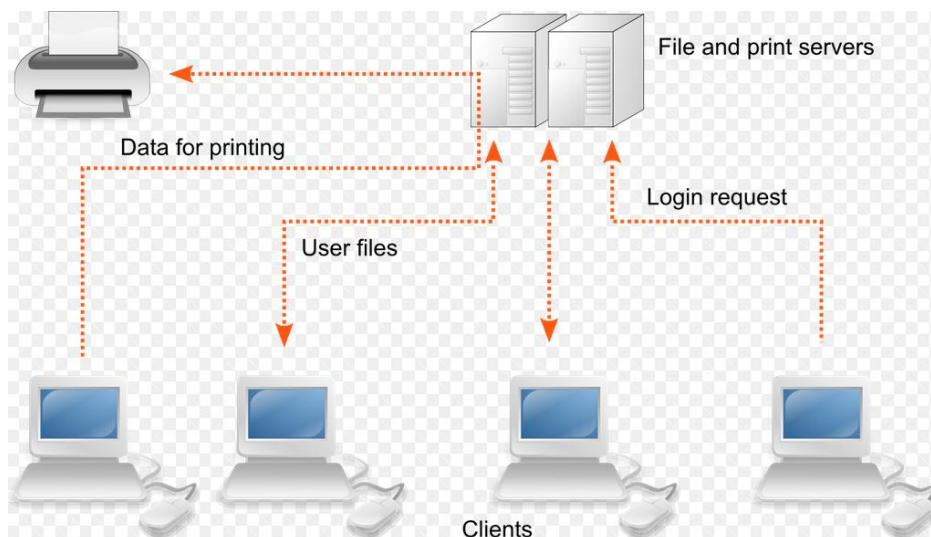 File and print servers
Data for printing
Login request
User files
Clients